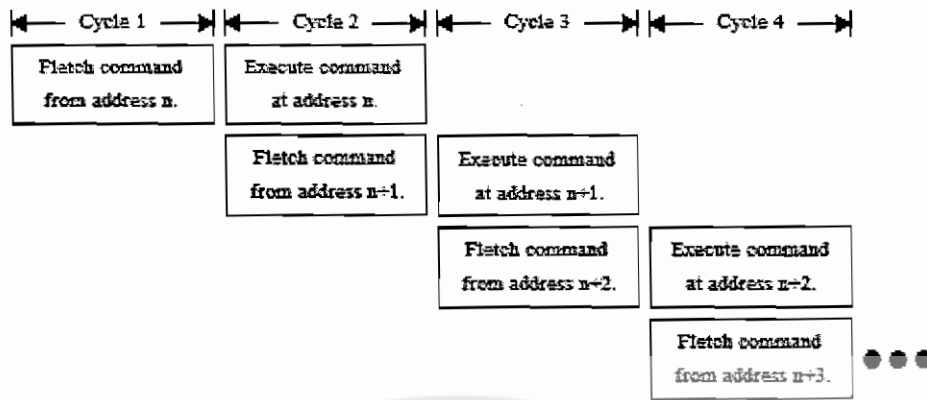 Cycle 1 Cycle 2 Cycle 3 Cycle 4
Fletch command
from address n.
Execute command
at address n.
Fletch command
from address n+1.
Execute command
at address n+1.
Fletch command
from address n+2.
Execute command
at address n+2.
Fletch command
from address n+3.